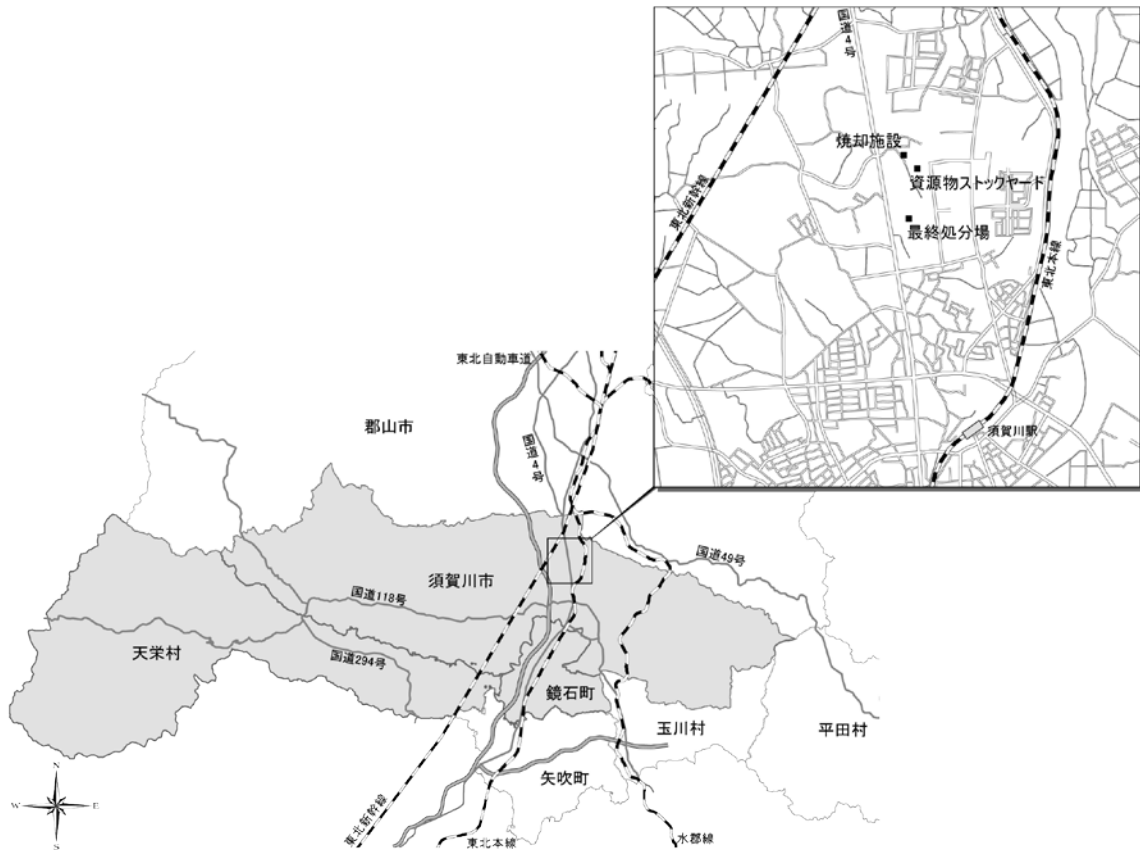 国道4号
焼却施設
資源物ストックヤード
東北新幹線
最終処分場
東北本線
須賀川駅
東北自動車道
郡山市
国道4号
国道49号
須賀川市
国道118号
天栄村
国道294号
鏡石町
玉川村
平田村
矢吹町
N
W
E
S
東北新幹線
東北本線
水郡線